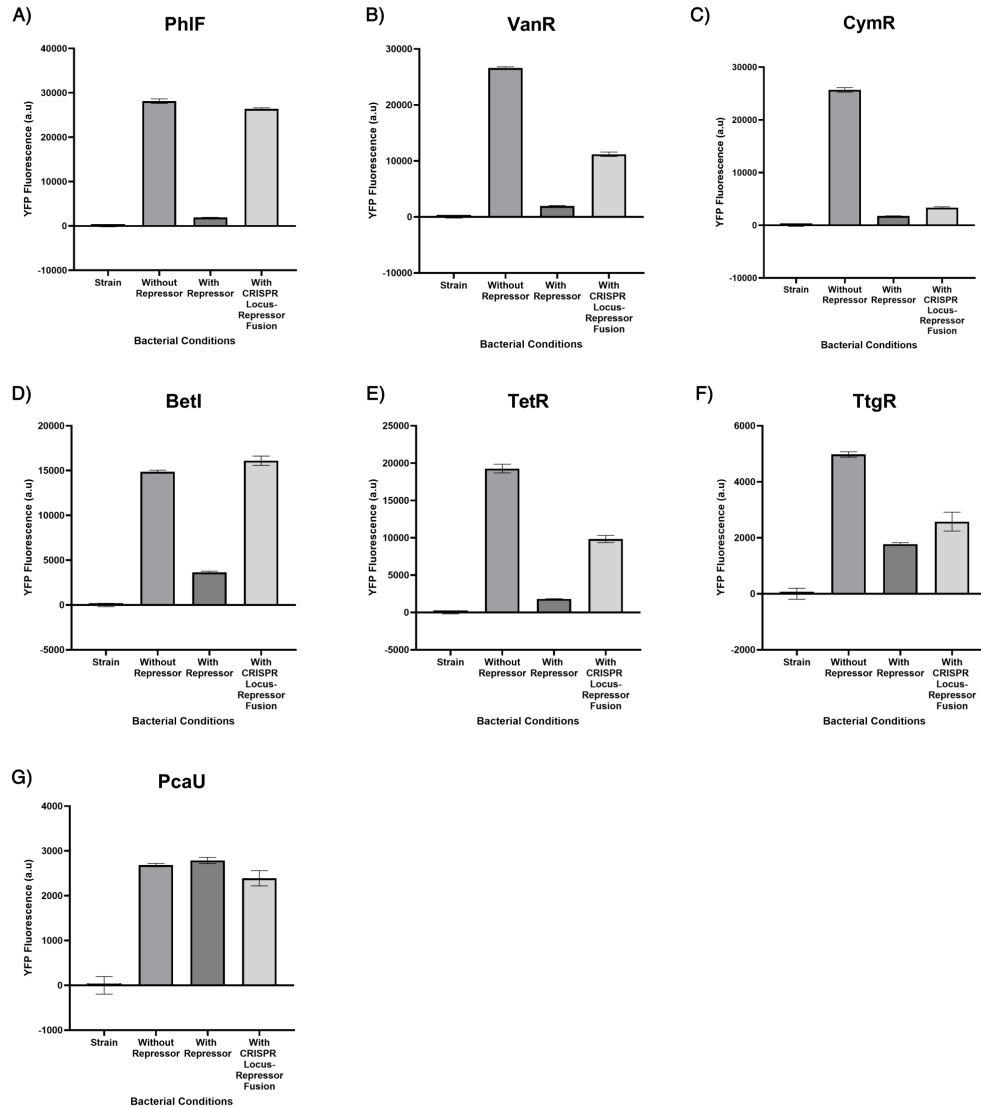 A)
PhlF
YFP Fluorescence (a.u)
40000
30000
20000
10000
0
-10000
Strain
Without
Repressor
With
Repressor
With
CRISPR
Locus-
Repressor
Fusion
Bacterial Conditions
B)
VanR
YFP Fluorescence (a.u)
30000
20000
10000
0
-10000
Strain
Without
Repressor
With
Repressor
With
CRISPR
Locus-
Repressor
Fusion
Bacterial Conditions
C)
CymR
YFP Fluorescence (a.u)
30000
20000
10000
0
-10000
Strain
Without
Repressor
With
Repressor
With
CRISPR
Locus-
Repressor
Fusion
Bacterial Conditions
D)
BetI
YFP Fluorescence (a.u)
20000
15000
10000
5000
0
-5000
Strain
Without
Repressor
With
Repressor
With
CRISPR
Locus-
Repressor
Fusion
Bacterial Conditions
E)
TetR
YFP Fluorescence (a.u)
25000
20000
15000
10000
5000
0
-5000
Strain
Without
Repressor
With
Repressor
With
CRISPR
Locus-
Repressor
Fusion
Bacterial Conditions
F)
TtgR
YFP Fluorescence (a.u)
6000
4000
2000
0
-2000
Strain
Without
Repressor
With
Repressor
With
CRISPR
Locus-
Repressor
Fusion
Bacterial Conditions
G)
PcaU
YFP Fluorescence (a.u)
4000
3000
2000
1000
0
-1000
Strain
Without
Repressor
With
Repressor
With
CRISPR
Locus-
Repressor
Fusion
Bacterial Conditions